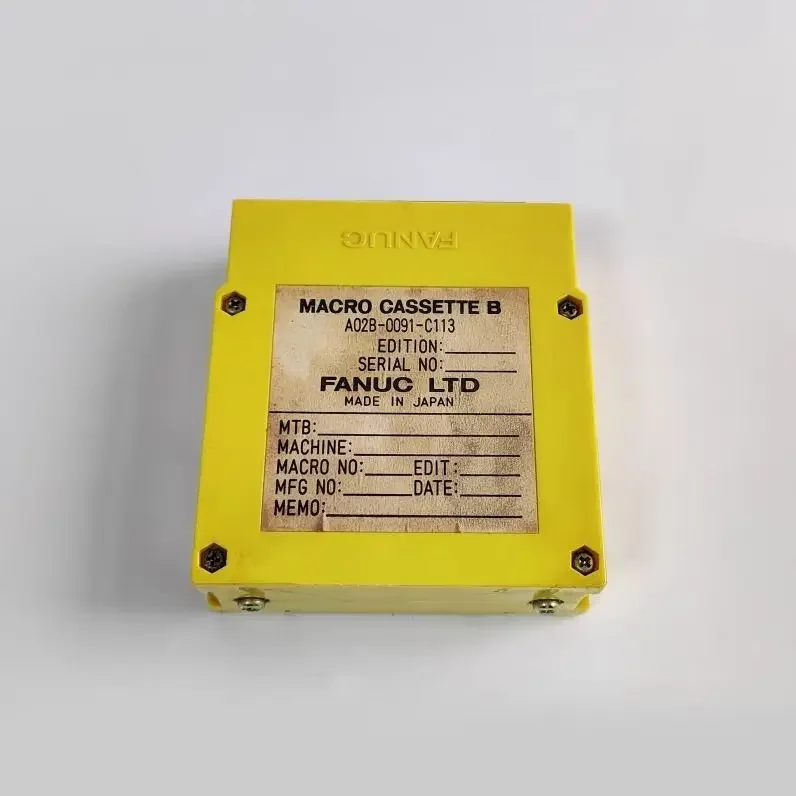 FANUC
MACRO CASSETTE B
A02B-0091-C113
EDITION:
SERIAL NO:
FANUC LTD
MADE IN JAPAN
MTB:
MACHINE:
MACRO NO: EDIT:
MFG NO: DATE:
MEMO: